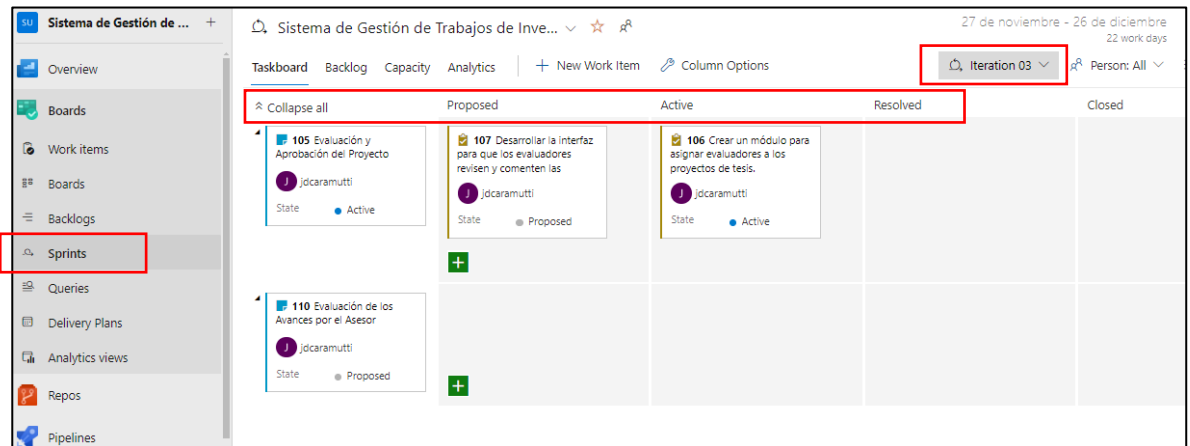 SU Sistema de Gestión de ... +
Overview
Boards
Work items
Boards
Backlogs
Sprints
Queries
Delivery Plans
Analytics views
Repos
Pipelines
Sistema de Gestión de Trabajos de Inve...
27 de noviembre - 26 de diciembre
22 work days
Taskboard Backlog Capacity Analytics + New Work Item Column Options
Iteration 03 Person: All
Collapse all Proposed Active Resolved Closed
105 Evaluación y
Aprobación del Proyecto
J jdcaramutti
State Active
107 Desarrollar la interfaz
para que los evaluadores
revisen y comenten las
J jdcaramutti
State Proposed
106 Crear un módulo para
asignar evaluadores a los
proyectos de tesis.
J jdcaramutti
State Active
110 Evaluación de los
Avances por el Asesor
J jdcaramutti
State Proposed